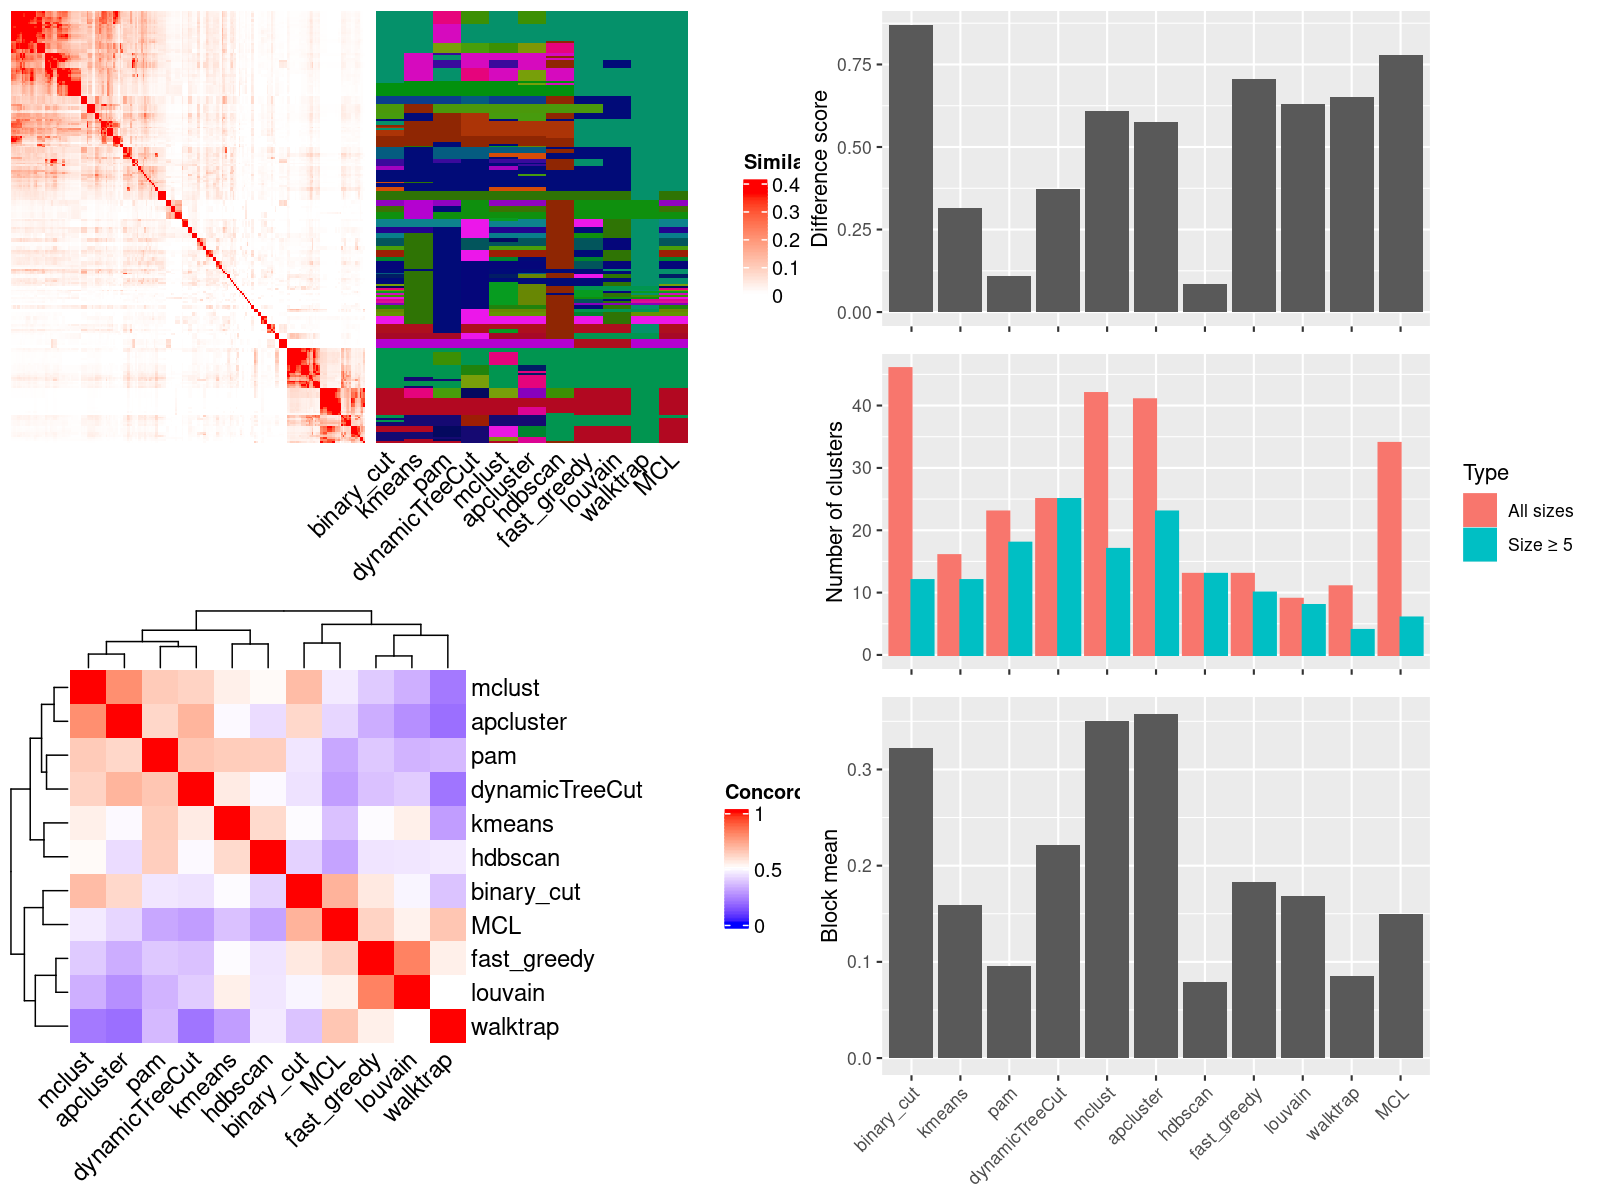 Simila
0.4
0.3
0.2
0.1
0
binary_cut
kmeans
pam
dynamicTreeCut
mclust
apcluster
hdbscan
fast_greedy
louvain
walktrap
MCL
Difference score
0.75
0.50
0.25
0.00
Number of clusters
40
30
20
10
0
Type
All sizes
Size ≥ 5
mclust
apcluster
pam
dynamicTreeCut
kmeans
hdbscan
binary_cut
MCL
fast_greedy
louvain
walktrap
mclust
apcluster
pam
dynamicTreeCut
kmeans
hdbscan
binary_cut
MCL
fast_greedy
louvain
walktrap
Concord
1
0.5
0
Block mean
0.3
0.2
0.1
0.0
binary_cut
kmeans
pam
dynamicTreeCut
mclust
apcluster
hdbscan
fast_greedy
louvain
walktrap
MCL